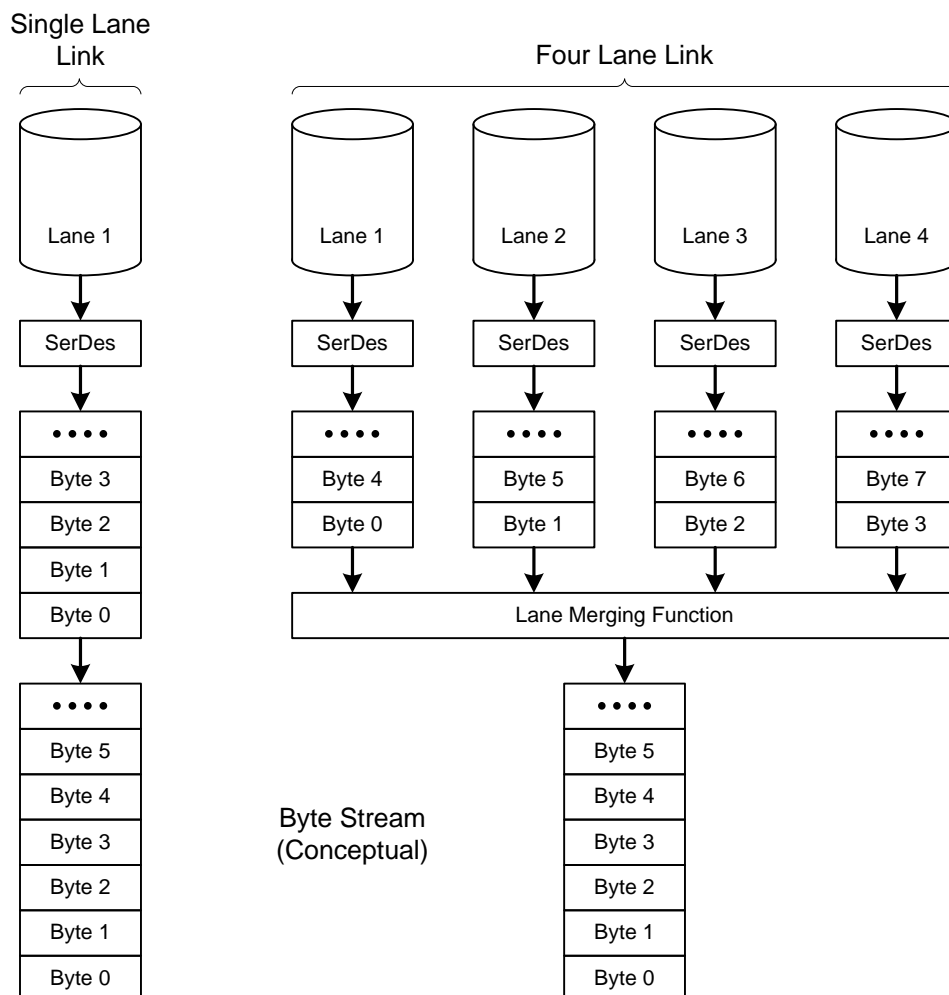 Single Lane
Link
Four Lane Link
Lane 1
Lane 1
Lane 2
Lane 3
Lane 4
SerDes
SerDes
SerDes
SerDes
SerDes
••••
••••
••••
••••
••••
Byte 3
Byte 4
Byte 5
Byte 6
Byte 7
Byte 2
Byte 0
Byte 1
Byte 2
Byte 3
Byte 1
Byte 0
Lane Merging Function
••••
••••
Byte 5
Byte 5
Byte 4
Byte 4
Byte Stream
(Conceptual)
Byte 3
Byte 3
Byte 2
Byte 2
Byte 1
Byte 1
Byte 0
Byte 0